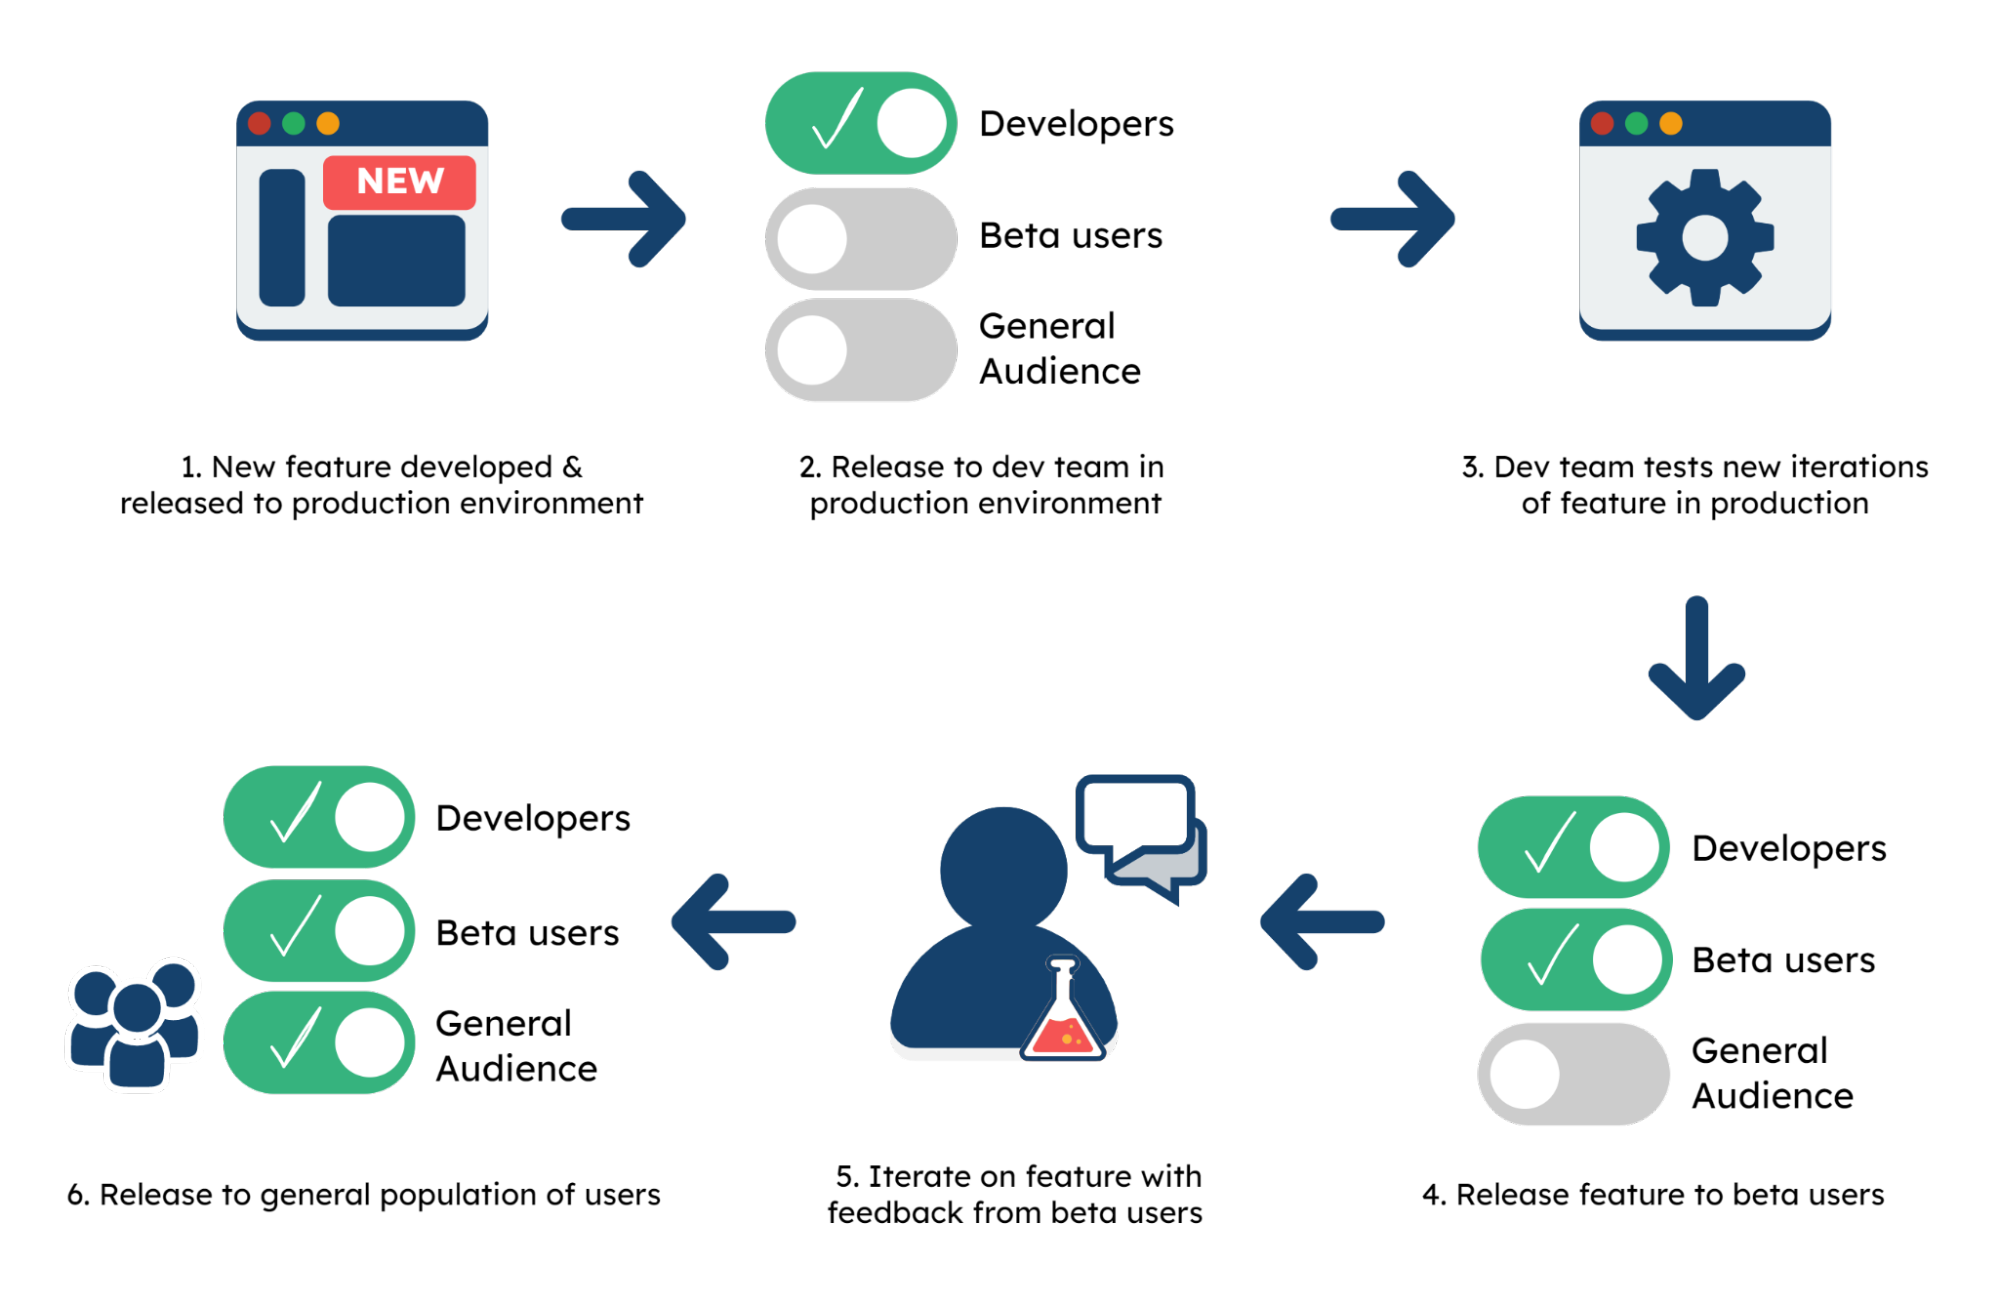 NEW
Developers
Beta users
General
Audience
1. New feature developed &
released to production environment
2. Release to dev team in
production environment
3. Dev team tests new iterations
of feature in production
Developers
Beta users
General
Audience
4. Release feature to beta users
5. Iterate on feature with
feedback from beta users
Developers
Beta users
General
Audience
6. Release to general population of users